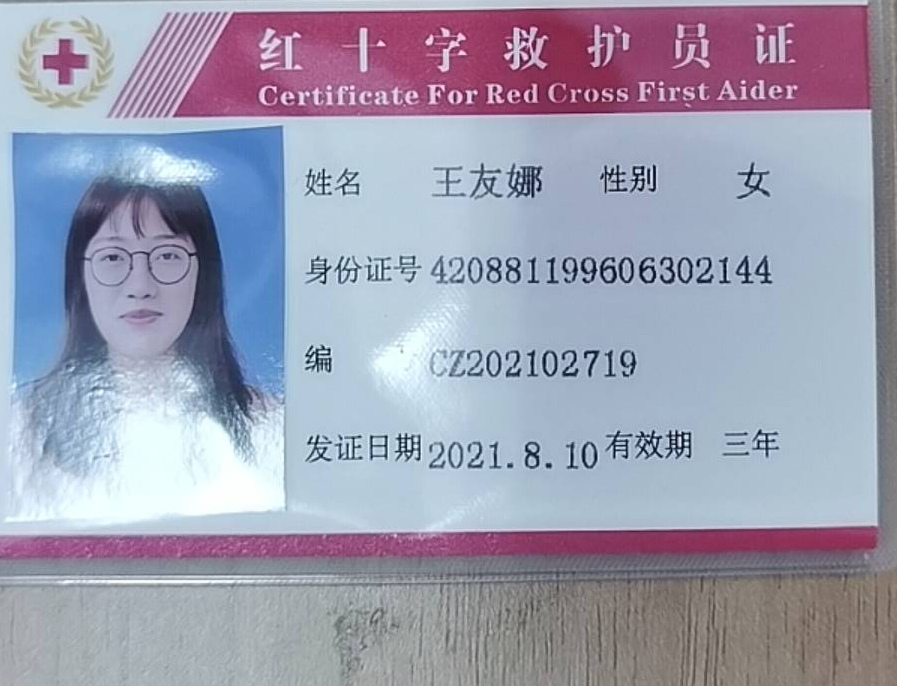 红十字救护员证
Certificate For Red Cross First Aider
姓名 王友娜 性别 女
身份证号 420881199606302144
编 CZ202102719
发证日期 2021.8.10 有效期 三年